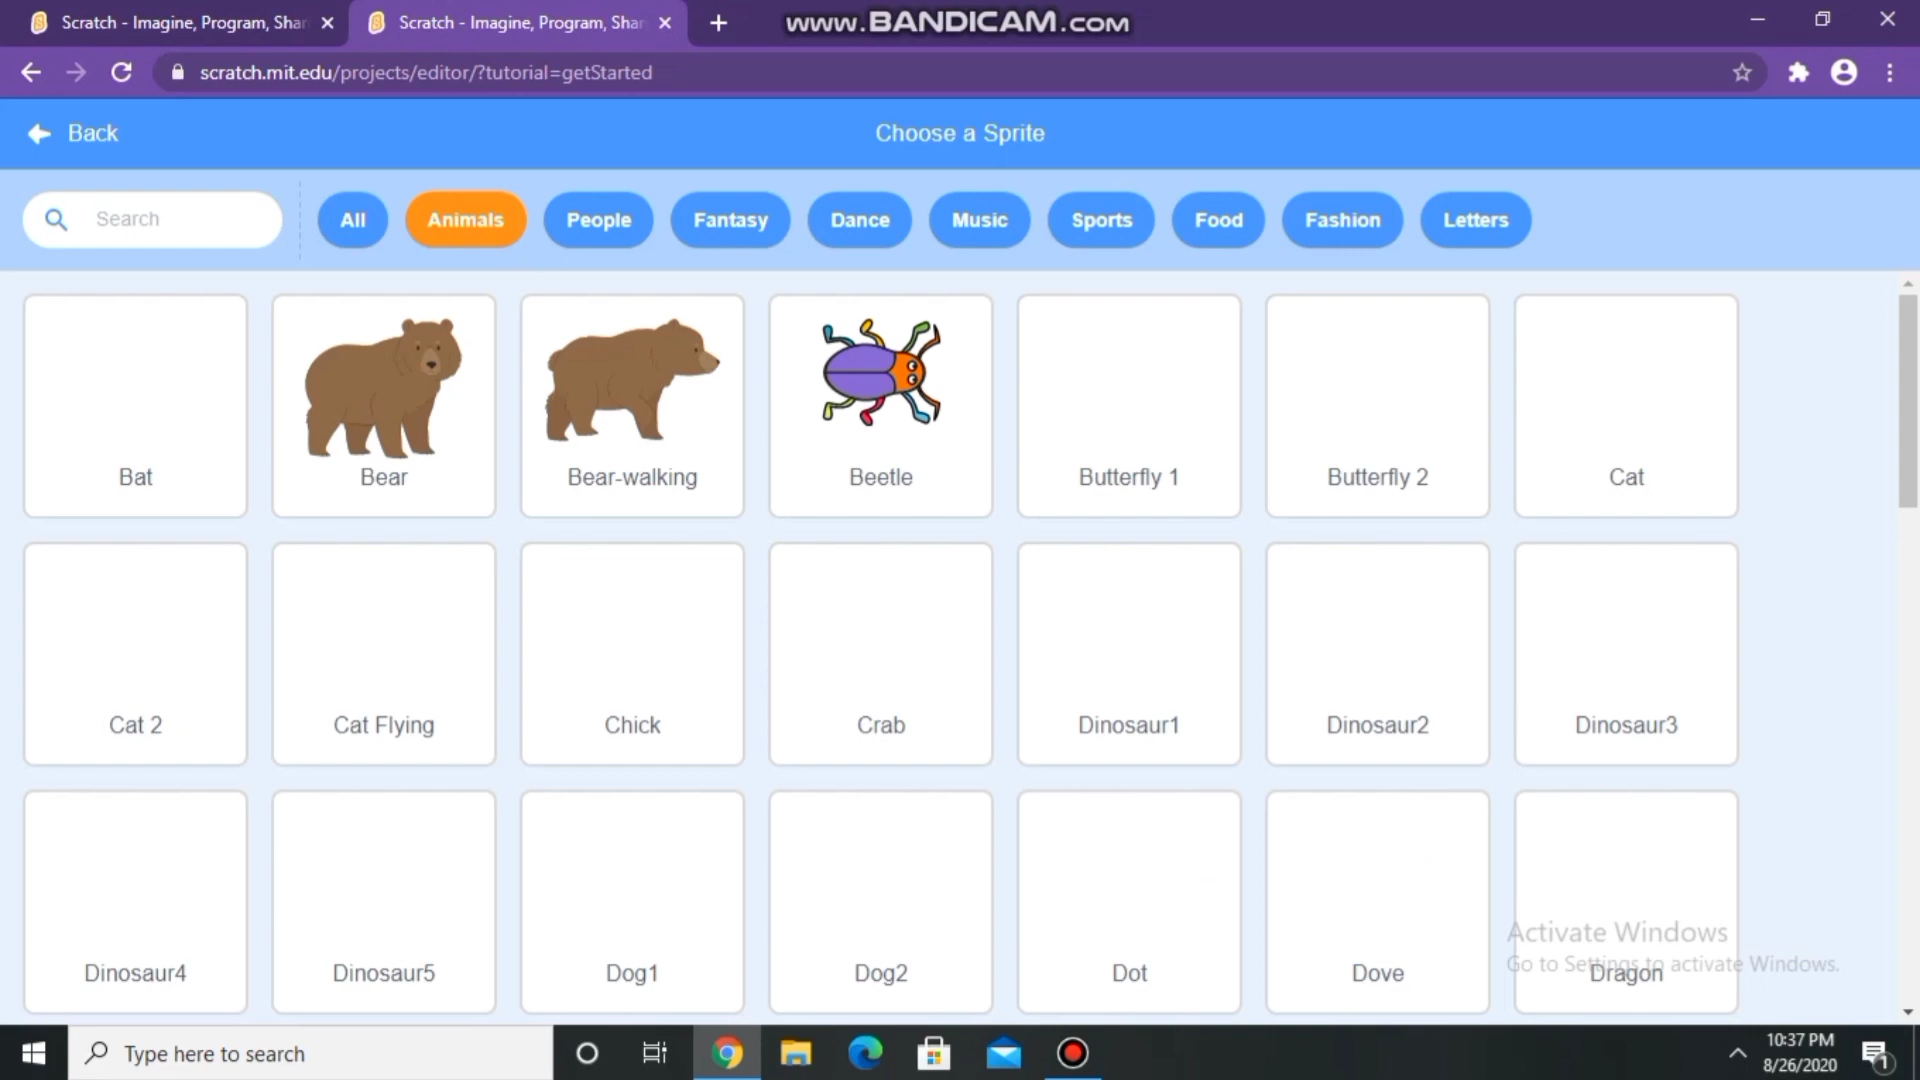 Scratch - Imagine, Program, Shar
Scratch - Imagine, Program, Shar
www.BANDICAM.com
scratch.mit.edu/projects/editor/?tutorial=getStarted
Back
Choose a Sprite
Search
All
Animals
People
Fantasy
Dance
Music
Sports
Food
Fashion
Letters
Bat
Bear
Bear-walking
Beetle
Butterfly 1
Butterfly 2
Cat
Cat 2
Cat Flying
Chick
Crab
Dinosaur1
Dinosaur2
Dinosaur3
Dinosaur4
Dinosaur5
Dog1
Dog2
Dot
Dove
Dragon
Activate Windows
Go to Settings to activate Windows.
Type here to search
10:37 PM
8/26/2020
1